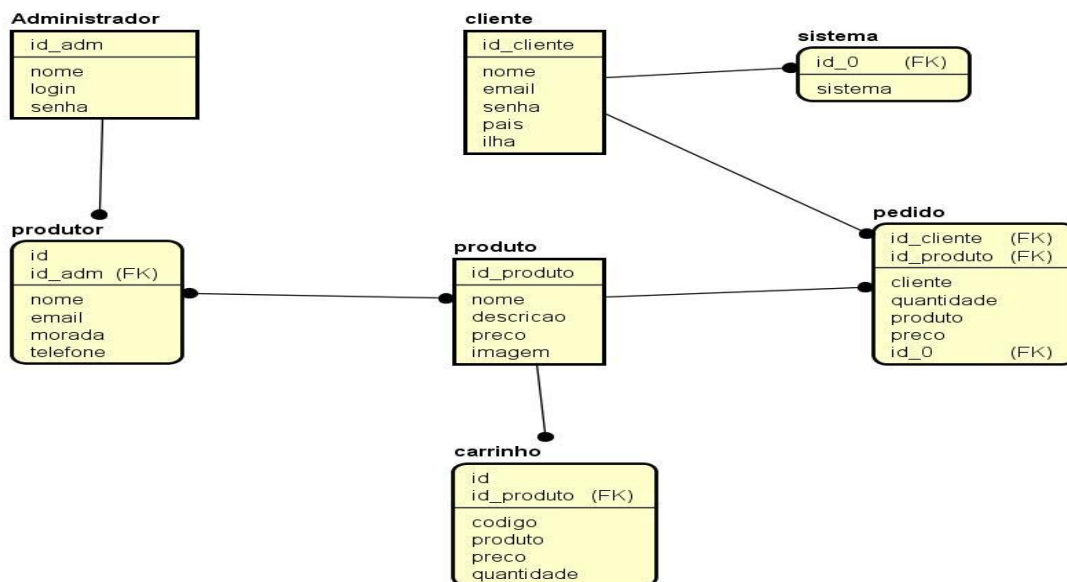 Administrador
id_adm
nome
login
senha
cliente
id_cliente
nome
email
senha
pais
ilha
sistema
id_0 (FK)
sistema
produtor
id
id_adm (FK)
nome
email
morada
telefone
produto
id_produto
nome
descricao
preco
imagem
pedido
id_cliente (FK)
id_produto (FK)
cliente
quantidade
produto
preco
id_0 (FK)
carrinho
id
id_produto (FK)
codigo
produto
preco
quantidade